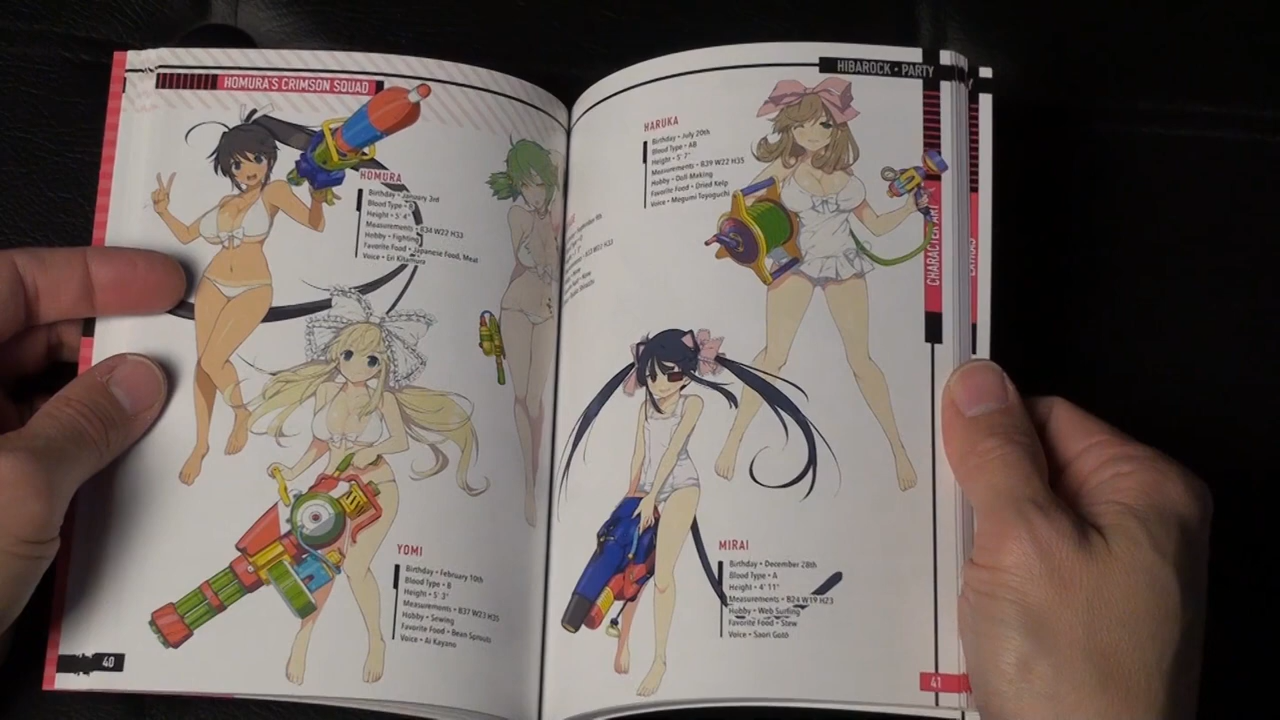 HOMURA'S CRIMSON SQUAD
HOMURA
Birthday • January 3rd
Blood Type •
Height • 5' 4"
Measurements • B34 W22 H33
Hobby • Fighting
Favorite Food • Japanese Food, Meat
Voice • Eri Kitamura
YOMI
Birthday • February 10th
Blood Type • B
Height • 5' 3"
Measurements • B37 W23 H35
Hobby • Sewing
Favorite Food • Bean Sprouts
Voice • Ai Kayano
40
HIBAROCK • PARTY
HARUKA
Birthday • July 20th
Blood Type • AB
Height • 5' 7"
Measurements • B39 W22 H35
Hobby • Doll-Making
Favorite Food • Dried Kelp
Voice • Megumi Toyoguchi
CHARACTER ART
EXTRAS
MIRAI
Birthday • December 28th
Blood Type • A
Height • 4' 11"
Measurements • B24 W19 H23
Hobby • Web Surfing
Favorite Food • Stew
Voice • Saori Goto
41